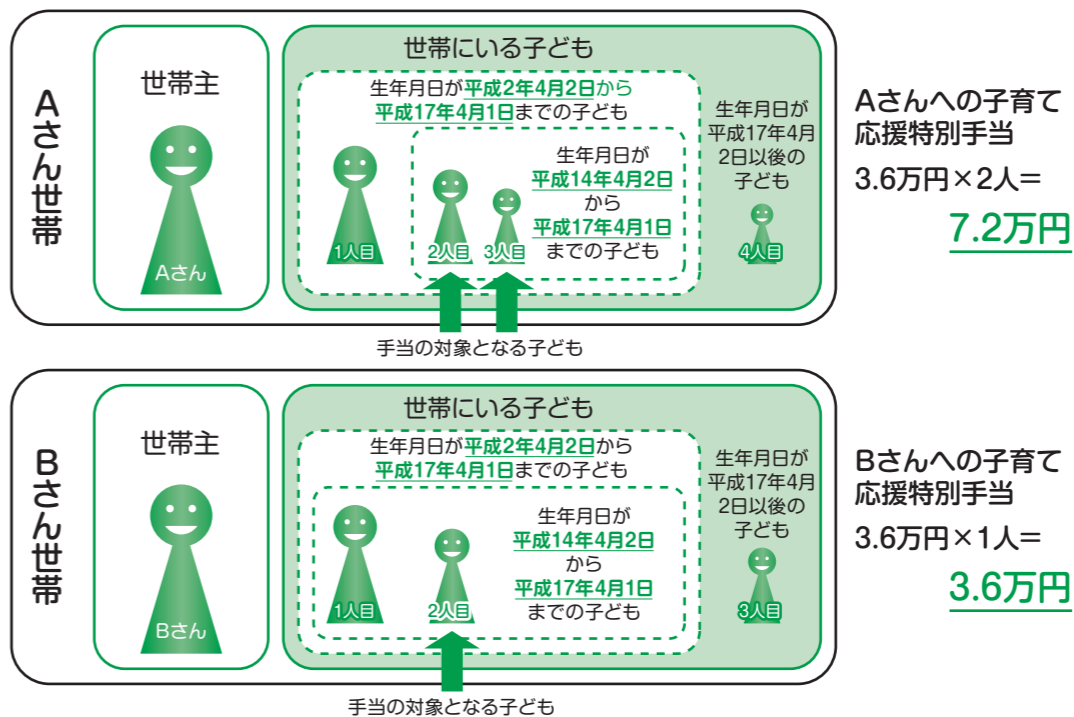 Aさん世帯
世帯主
Aさん
世帯にいる子ども
生年月日が平成2年4月2日から
平成17年4月1日までの子ども
1人目
2人目
3人目
生年月日が
平成14年4月2日
から
平成17年4月1日
までの子ども
生年月日が
平成17年4月
2日以後の
子ども
4人目
手当の対象となる子ども
Aさんへの子育て
応援特別手当
3.6万円×2人＝
7.2万円
Bさん世帯
世帯主
Bさん
世帯にいる子ども
生年月日が平成2年4月2日から
平成17年4月1日までの子ども
1人目
2人目
生年月日が
平成14年4月2日
から
平成17年4月1日
までの子ども
生年月日が
平成17年4月
2日以後の
子ども
3人目
手当の対象となる子ども
Bさんへの子育て
応援特別手当
3.6万円×1人＝
3.6万円